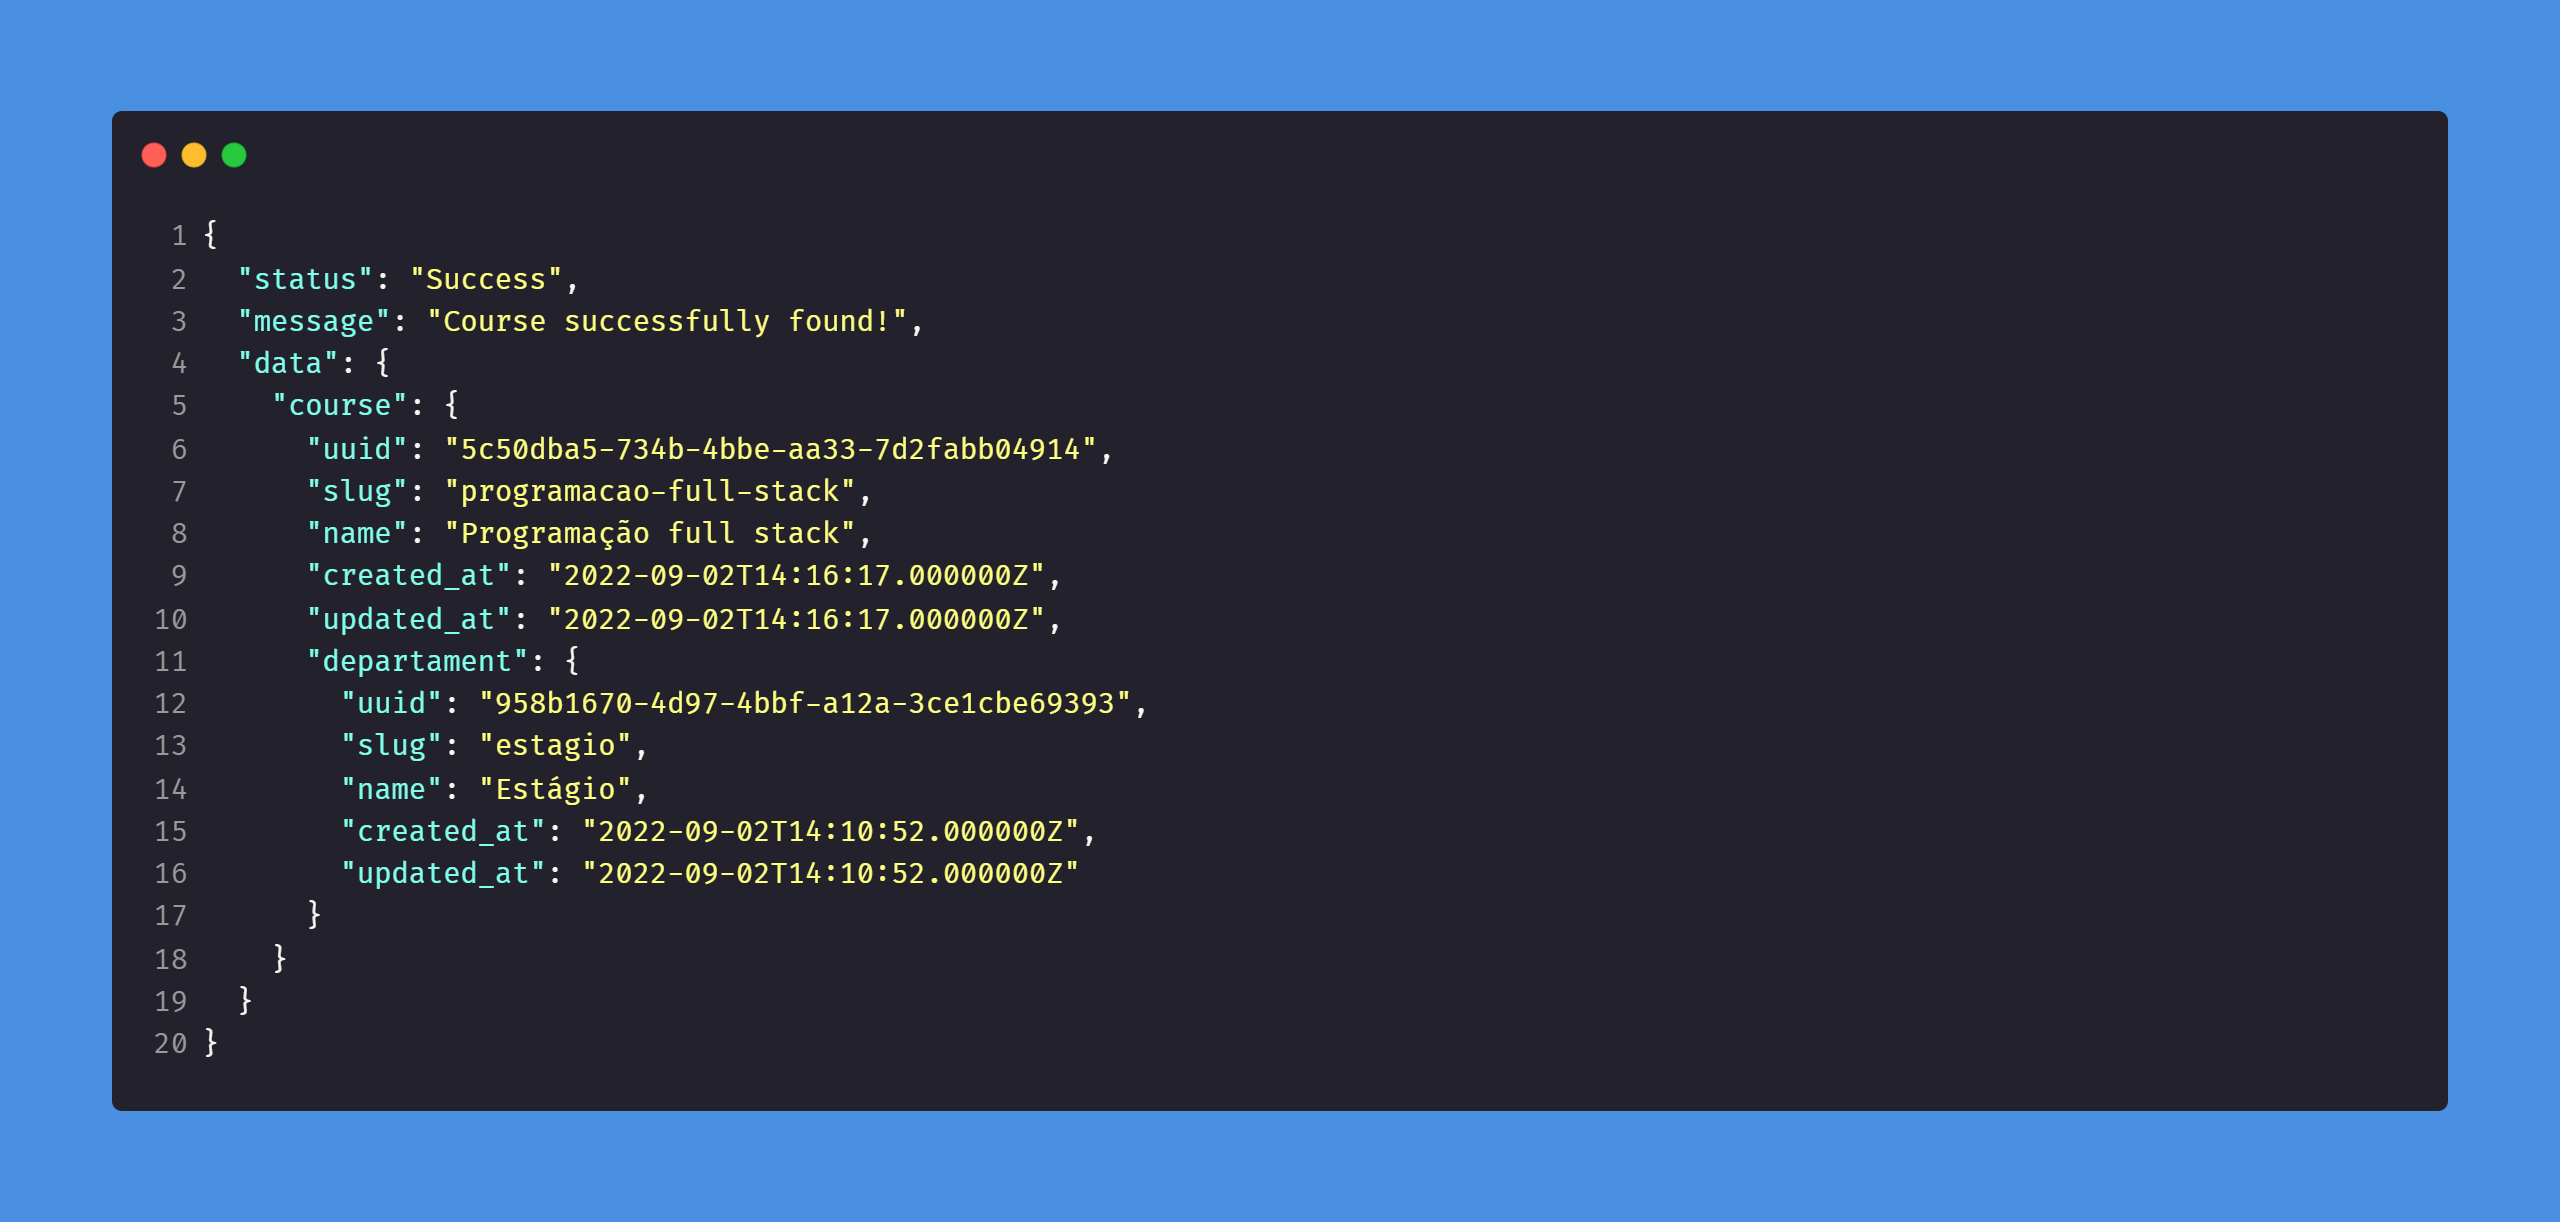 1 {
2   "status": "Success",
3   "message": "Course successfully found!",
4   "data": {
5     "course": {
6       "uuid": "5c50dba5-734b-4bbe-aa33-7d2fabb04914",
7       "slug": "programacao-full-stack",
8       "name": "Programação full stack",
9       "created_at": "2022-09-02T14:16:17.000000Z",
10       "updated_at": "2022-09-02T14:16:17.000000Z",
11       "departament": {
12         "uuid": "958b1670-4d97-4bbf-a12a-3ce1cbe69393",
13         "slug": "estagio",
14         "name": "Estágio",
15         "created_at": "2022-09-02T14:10:52.000000Z",
16         "updated_at": "2022-09-02T14:10:52.000000Z"
17       }
18     }
19   }
20 }